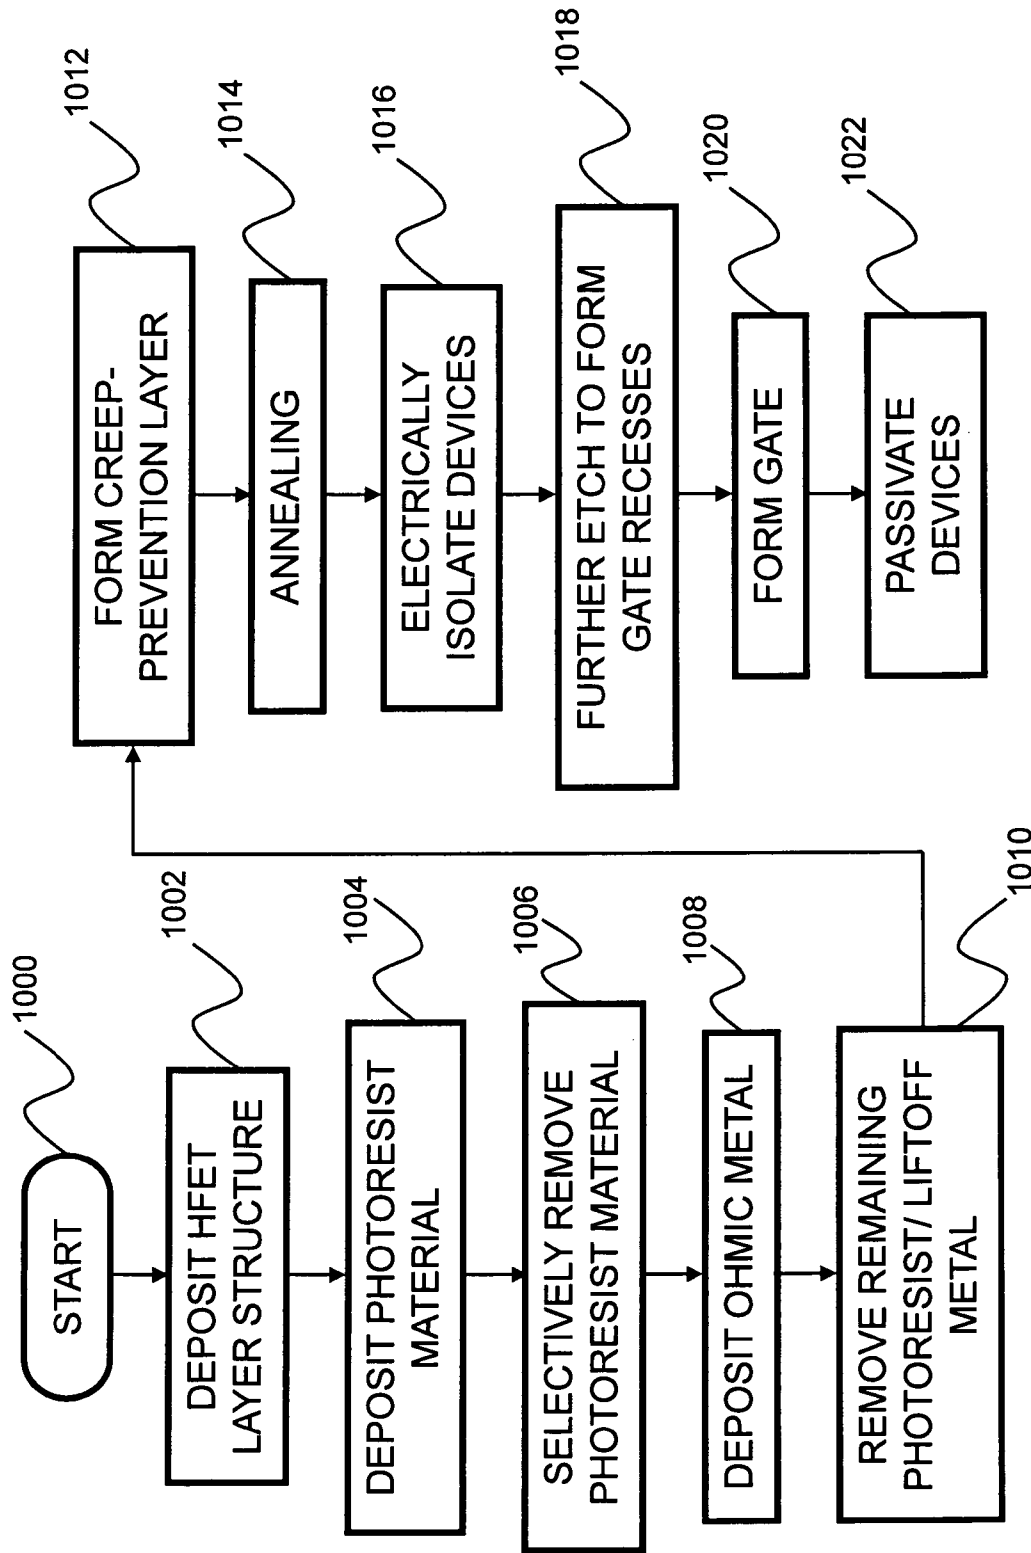 START
1000
DEPOSIT HFET
LAYER STRUCTURE
1002
DEPOSIT PHOTORESIST
MATERIAL
1004
SELECTIVELY REMOVE
PHOTORESIST MATERIAL
1006
DEPOSIT OHMIC METAL
1008
REMOVE REMAINING
PHOTORESIST/ LIFTOFF
METAL
1010
FORM CREEP-
PREVENTION LAYER
1012
ANNEALING
1014
ELECTRICALLY
ISOLATE DEVICES
1016
FURTHER ETCH TO FORM
GATE RECESSES
1018
FORM GATE
1020
PASSIVATE
DEVICES
1022